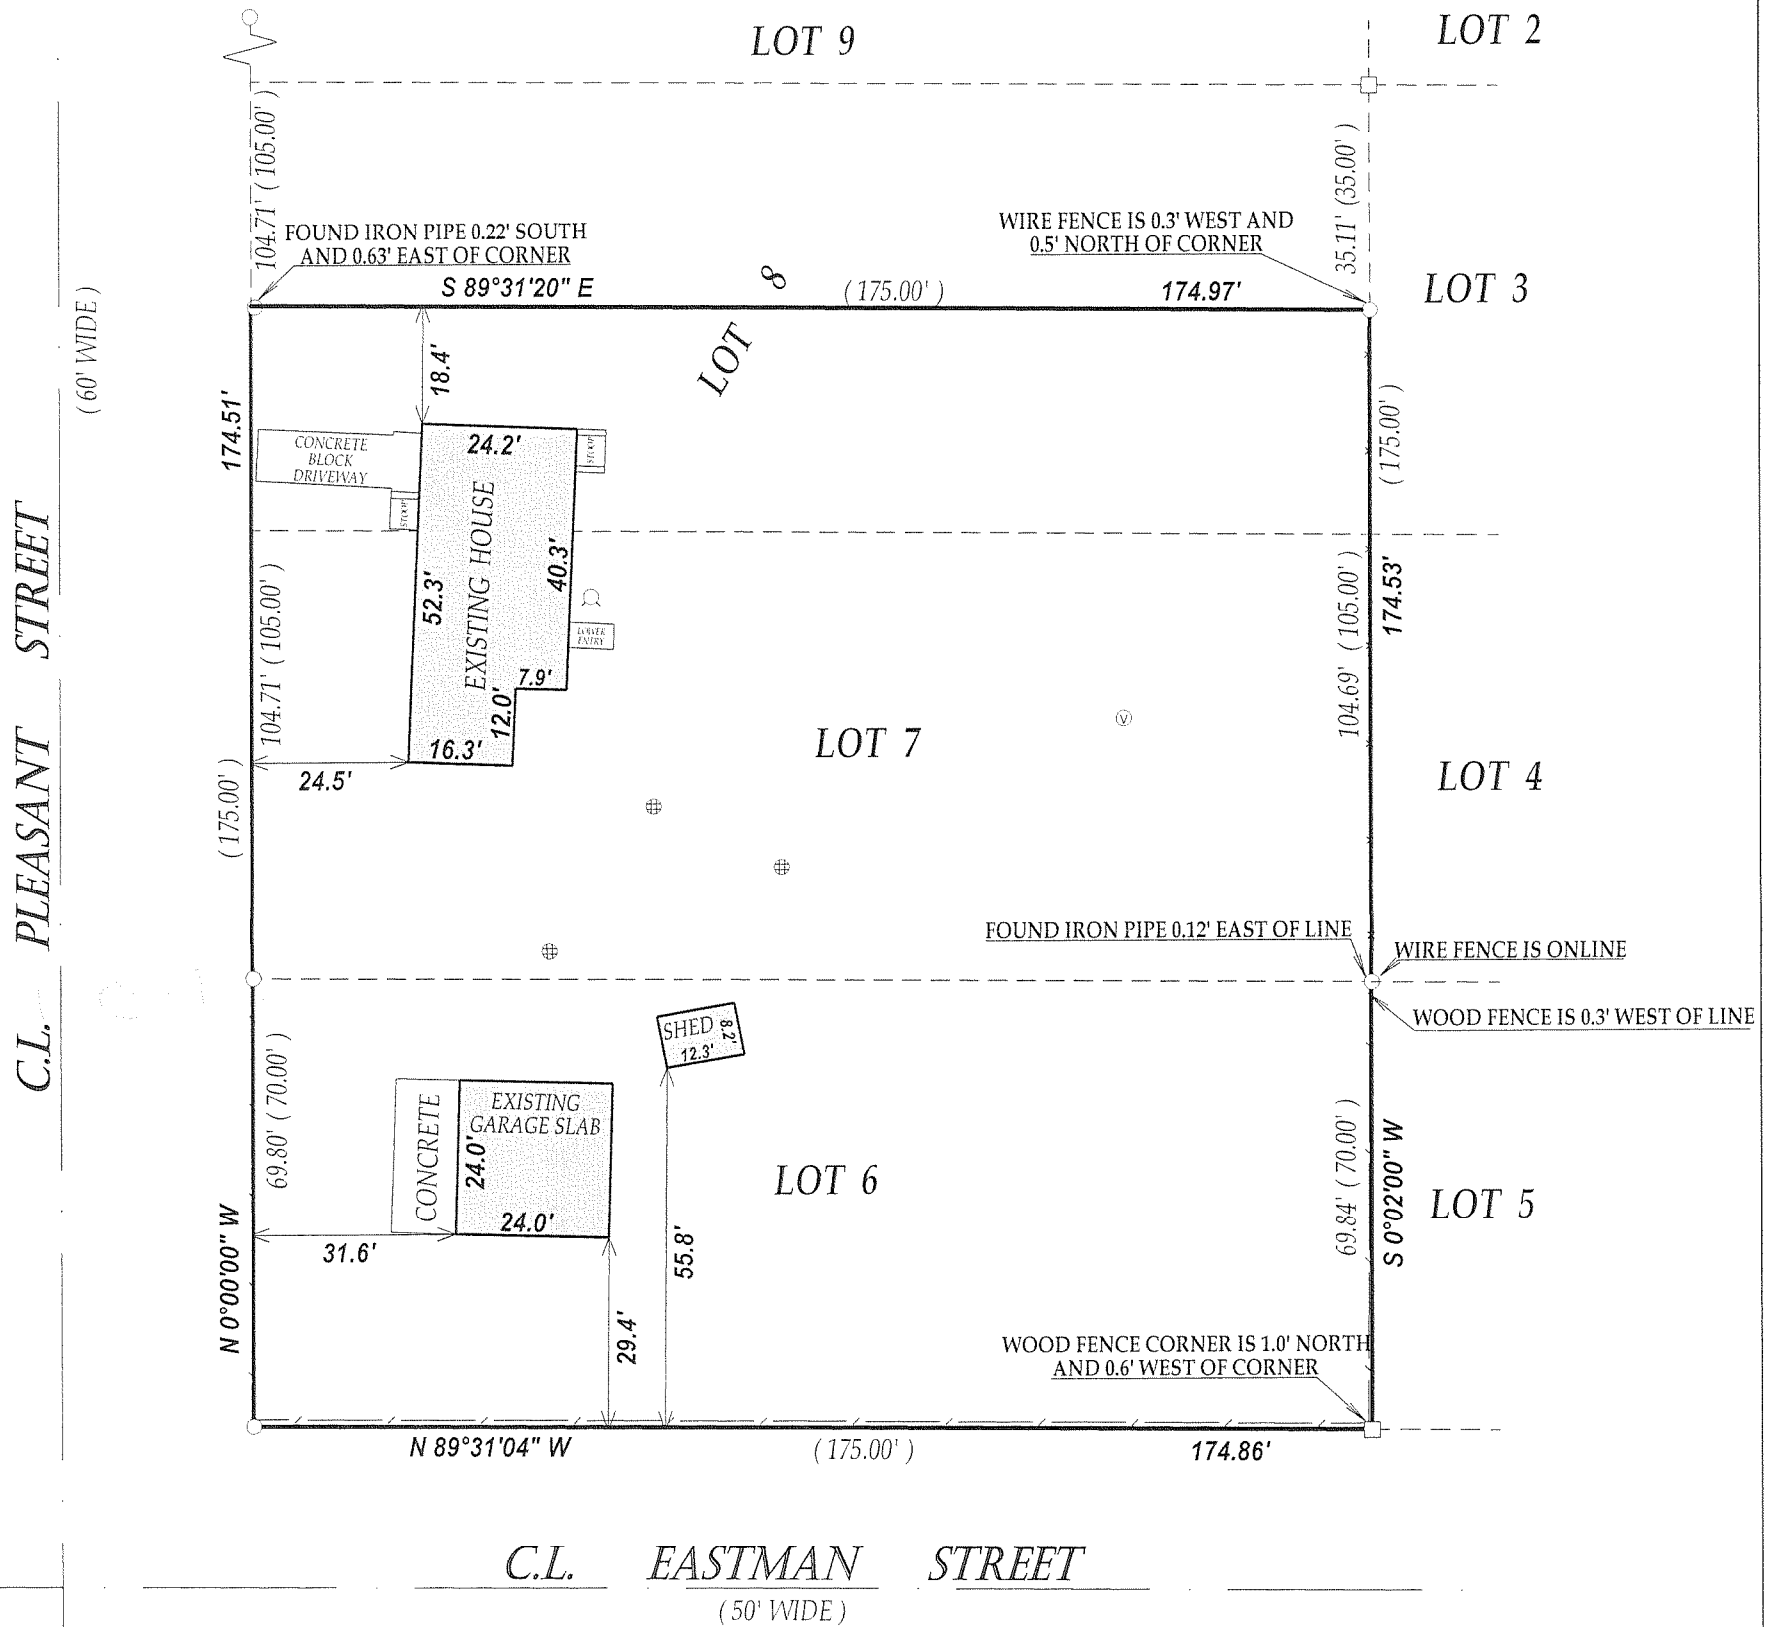 LOT 9
LOT 2
104.71' ( 105.00' )
35.11' (35.00' )
FOUND IRON PIPE 0.22' SOUTH
AND 0.63' EAST OF CORNER
WIRE FENCE IS 0.3' WEST AND
0.5' NORTH OF CORNER
S 89°31'20" E
LOT 8
( 175.00' )
174.97'
LOT 3
( 60' WIDE )
174.51'
18.4'
( 175.00' )
CONCRETE
BLOCK
DRIVEWAY
24.2'
STOOP
STOOP
EXISTING HOUSE
52.3'
40.3'
LOWER
ENTRY
7.9'
12.0'
16.3'
24.5'
104.71' ( 105.00' )
104.69' ( 105.00' )
174.53'
C.L. PLEASANT STREET
( 175.00' )
LOT 7
V
LOT 4
FOUND IRON PIPE 0.12' EAST OF LINE
WIRE FENCE IS ONLINE
WOOD FENCE IS 0.3' WEST OF LINE
SHED
8.2'
12.3'
69.80' ( 70.00' )
CONCRETE
EXISTING
GARAGE SLAB
24.0'
24.0'
31.6'
29.4'
55.8'
LOT 6
69.84' ( 70.00' )
S 0°02'00" W
LOT 5
N 0°00'00" W
WOOD FENCE CORNER IS 1.0' NORTH
AND 0.6' WEST OF CORNER
N 89°31'04" W
( 175.00' )
174.86'
C.L. EASTMAN STREET
( 50' WIDE )